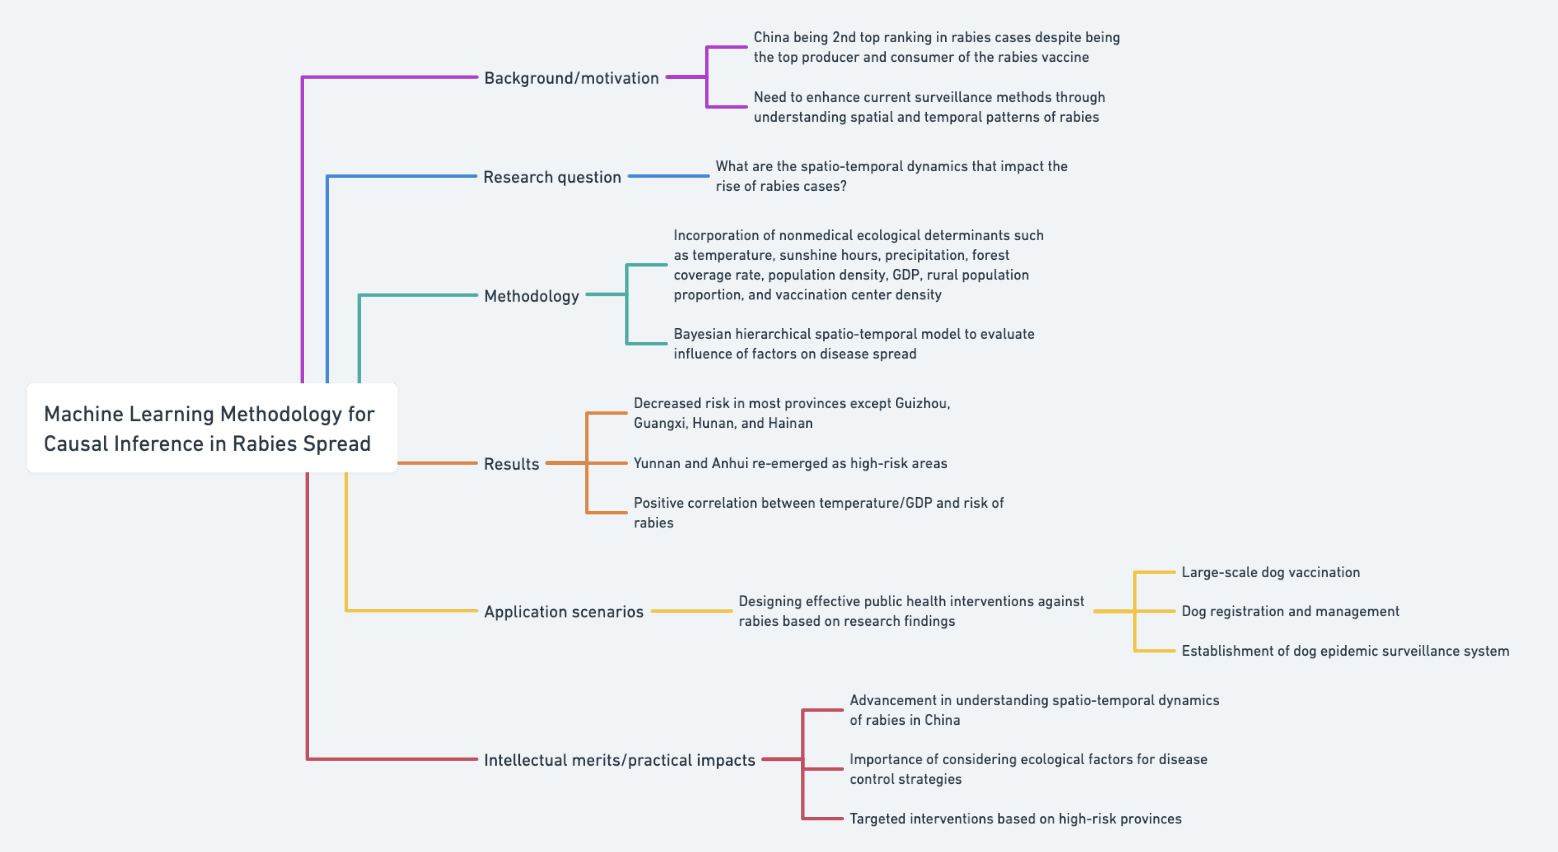 China being 2nd top ranking in rabies cases despite being
the top producer and consumer of the rabies vaccine
Background/motivation
Need to enhance current surveillance methods through
understanding spatial and temporal patterns of rabies
What are the spatio-temporal dynamics that impact the
rise of rabies cases?
Research question
Incorporation of nonmedical ecological determinants such
as temperature, sunshine hours, precipitation, forest
coverage rate, population density, GDP, rural population
proportion, and vaccination center density
Methodology
Bayesian hierarchical spatio-temporal model to evaluate
influence of factors on disease spread
Machine Learning Methodology for
Causal Inference in Rabies Spread
Decreased risk in most provinces except Guizhou,
Guangxi, Hunan, and Hainan
Results
Yunnan and Anhui re-emerged as high-risk areas
Positive correlation between temperature/GDP and risk of
rabies
Application scenarios
Designing effective public health interventions against
rabies based on research findings
Large-scale dog vaccination
Dog registration and management
Establishment of dog epidemic surveillance system
Intellectual merits/practical impacts
Advancement in understanding spatio-temporal dynamics
of rabies in China
Importance of considering ecological factors for disease
control strategies
Targeted interventions based on high-risk provinces